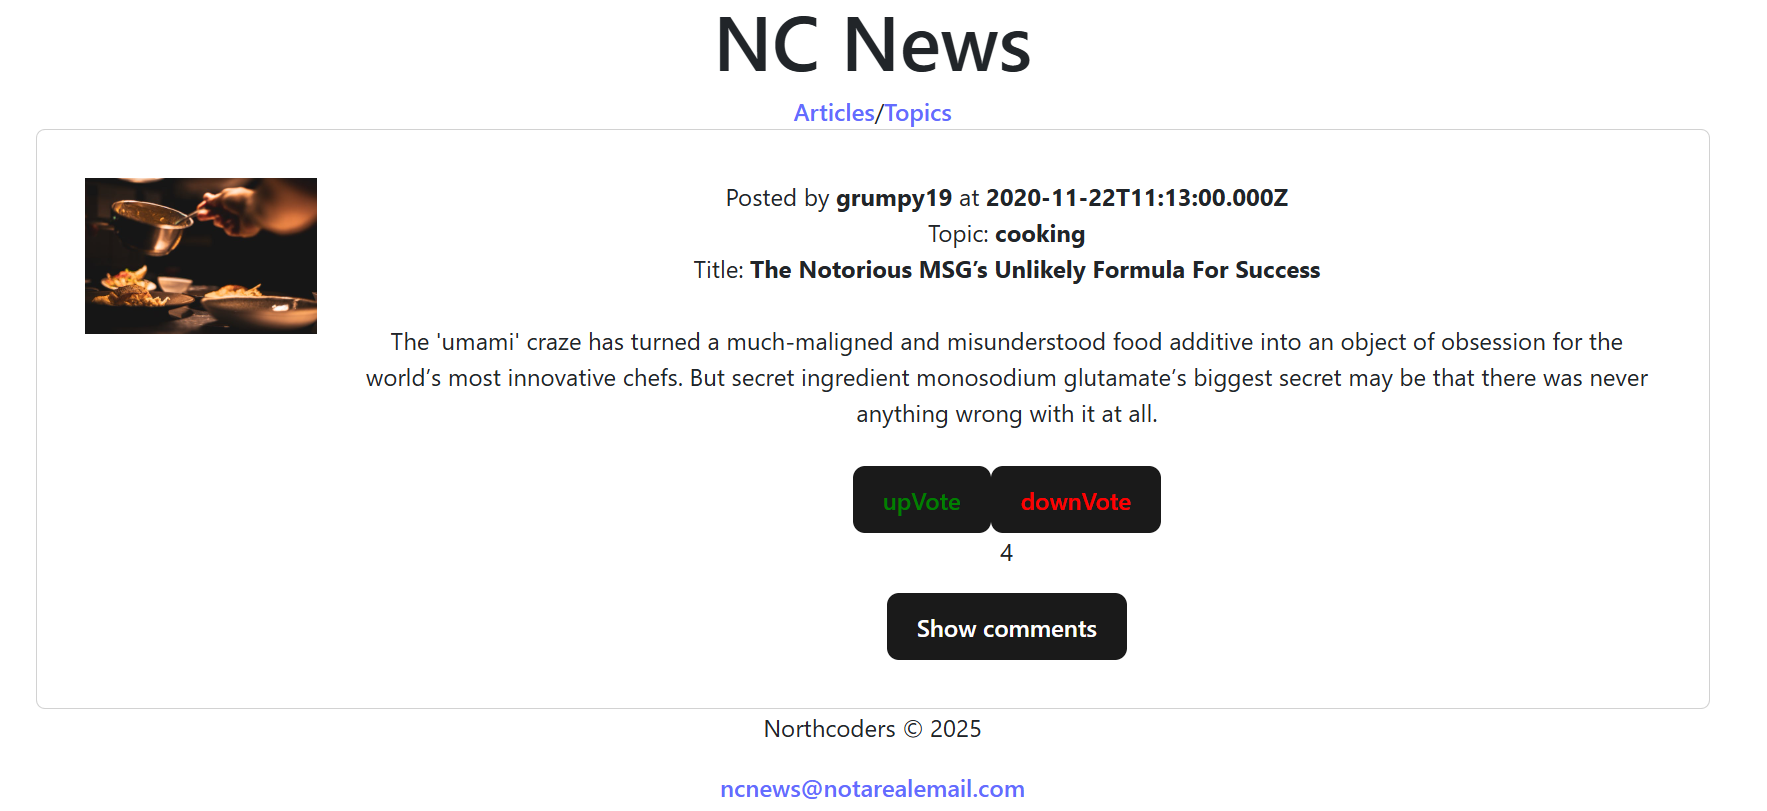 NC News
Articles/Topics
Posted by grumpy19 at 2020-11-22T11:13:00.000Z
Topic: cooking
Title: The Notorious MSG’s Unlikely Formula For Success
The 'umami' craze has turned a much-maligned and misunderstood food additive into an object of obsession for the
world’s most innovative chefs. But secret ingredient monosodium glutamate’s biggest secret may be that there was never
anything wrong with it at all.
upVote downVote
4
Show comments
Northcoders © 2025
ncnews@notarealemail.com